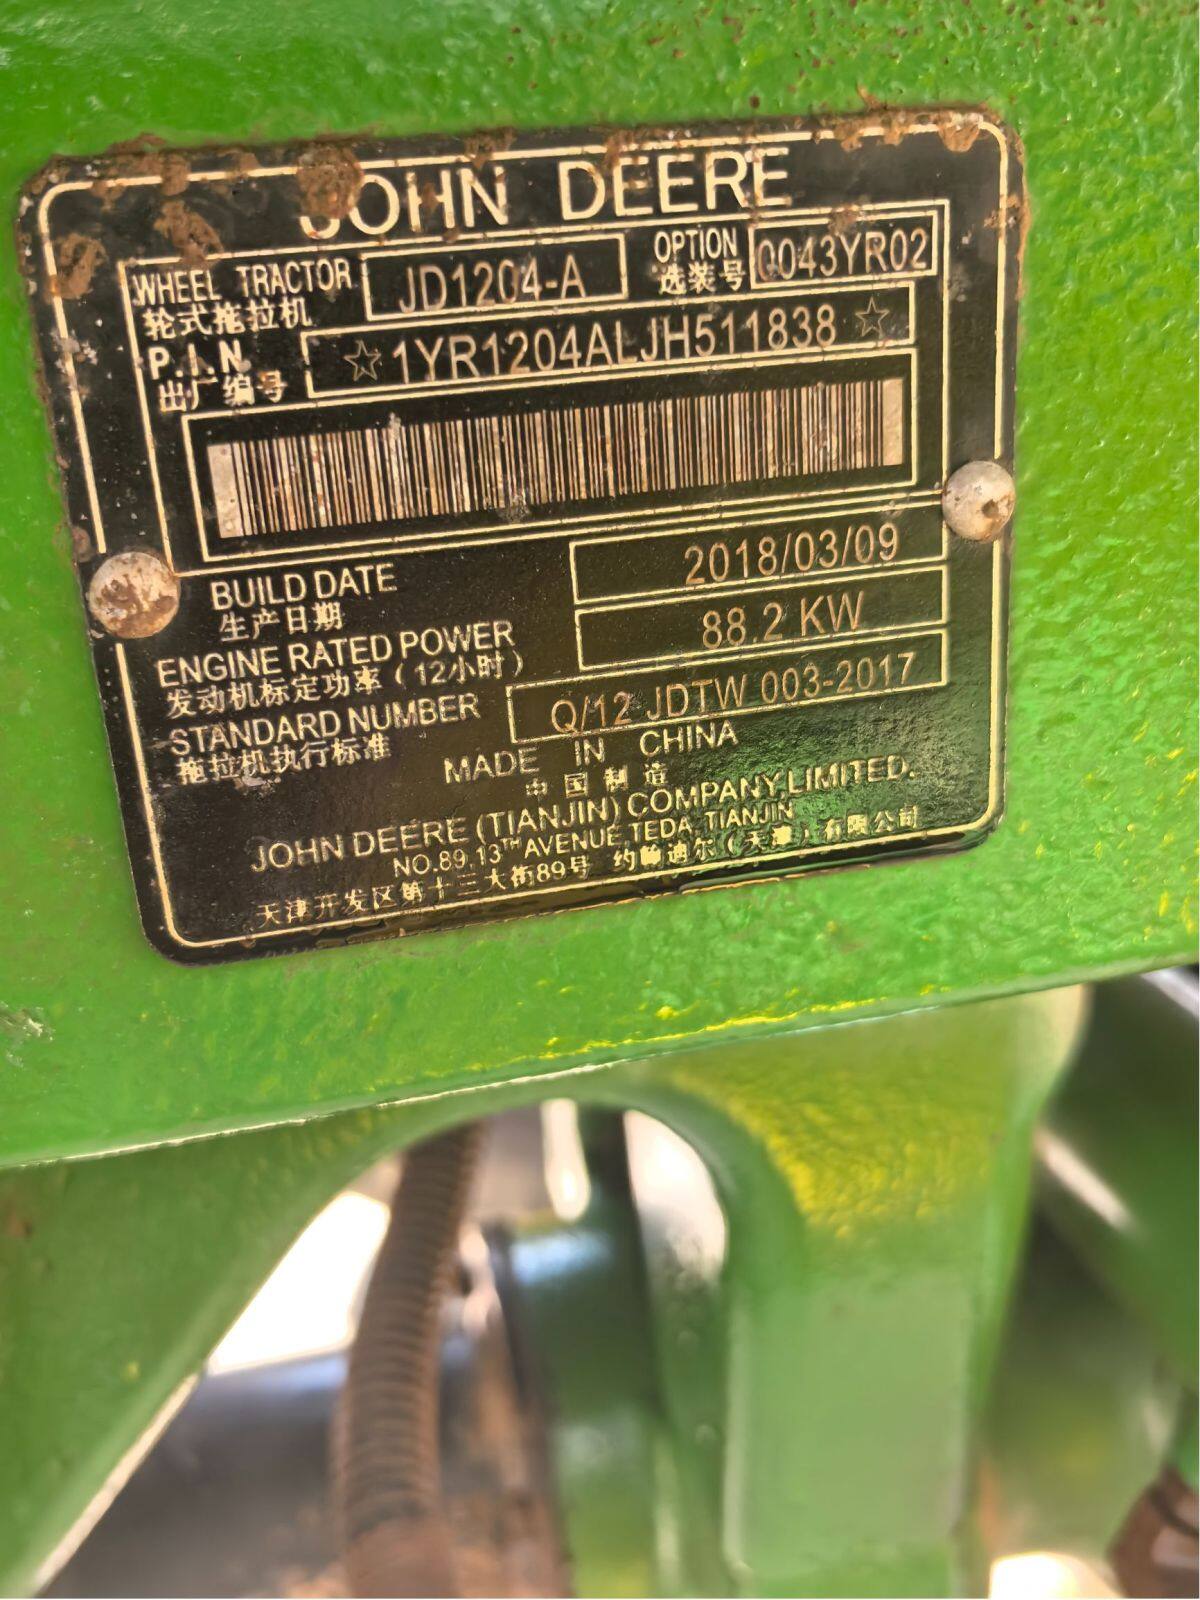 JOHN DEERE
WHEEL TRACTOR JD1204-A OPTION 0043YR02
轮式拖拉机 选装号
P.I.N. ☆1YR1204ALJH511838☆
出厂编号
BUILD DATE 2018/03/09
生产日期
ENGINE RATED POWER 88.2 KW
发动机标定功率(12小时)
STANDARD NUMBER Q/12 JDTW 003-2017
拖拉机执行标准
MADE IN CHINA
中国制造
JOHN DEERE (TIANJIN) COMPANY,LIMITED.
NO.89.13TH AVENUE,TEDA, TIANJIN
天津开发区第十三大街89号 约翰迪尔(天津)有限公司